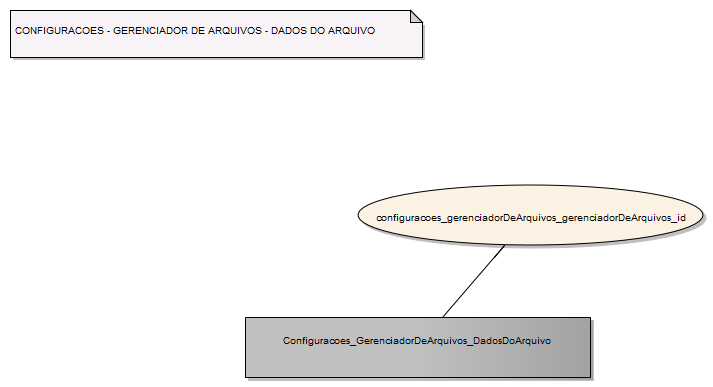 CONFIGURACOES - GERENCIADOR DE ARQUIVOS - DADOS DO ARQUIVO
configuracoes_gerenciadorDeArquivos_gerenciadorDeArquivos_id
Configuracoes_GerenciadorDeArquivos_DadosDoArquivo